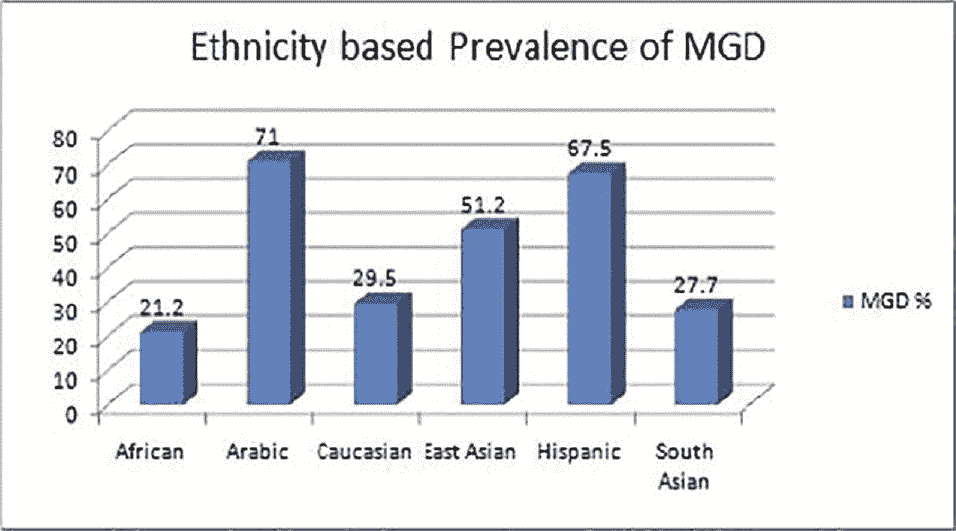 Ethnicity based Prevalence of MGD
80
70
60
50
40
30
20
10
0
21.2
71
29.5
51.2
67.5
27.7
African
Arabic
Caucasian
East Asian
Hispanic
South
Asian
MGD %